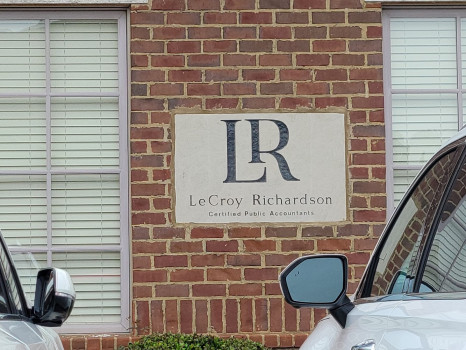 LR
LeCroy Richardson
Certified Public Accountants